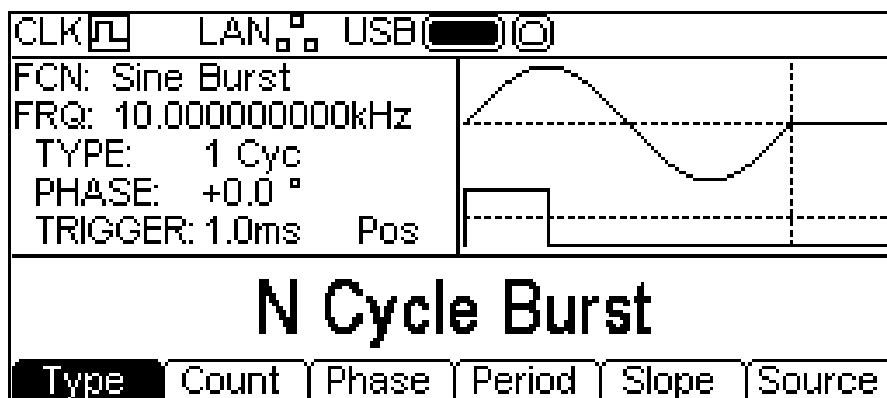 CLK LAN USB
FCN: Sine Burst
FRQ: 10.000000000kHz
TYPE: 1 Cyc
PHASE: +0.0 °
TRIGGER: 1.0ms Pos
N Cycle Burst
Type Count Phase Period Slope Source